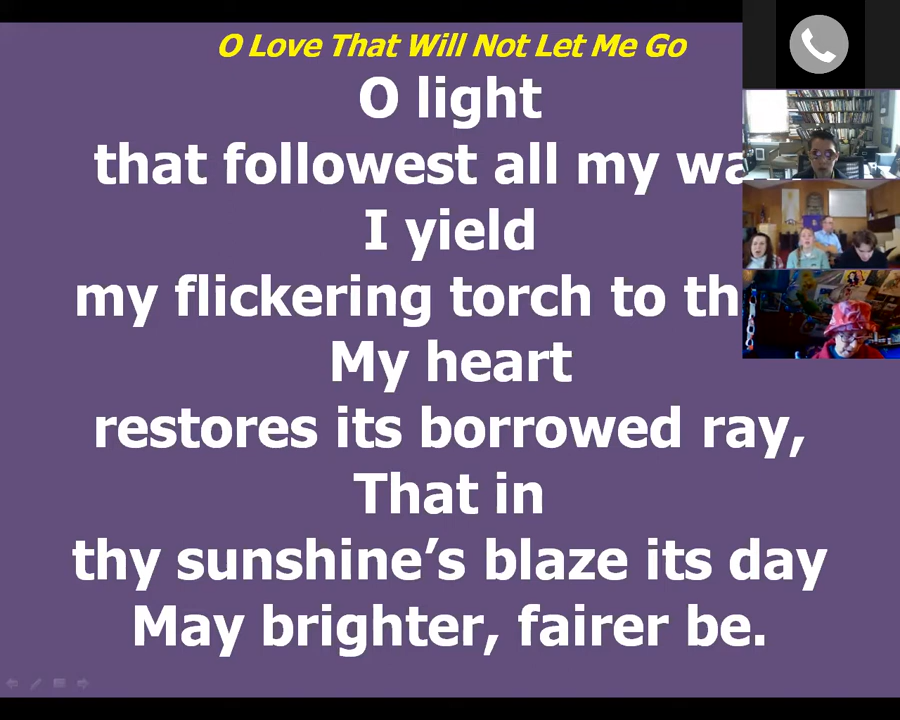 O Love That Will Not Let Me Go
O light
that followest all my
I yield
my flickering torch to
My heart
restores its borrowed ray,
That in
thy sunshine’s blaze its day
May brighter, fairer be.